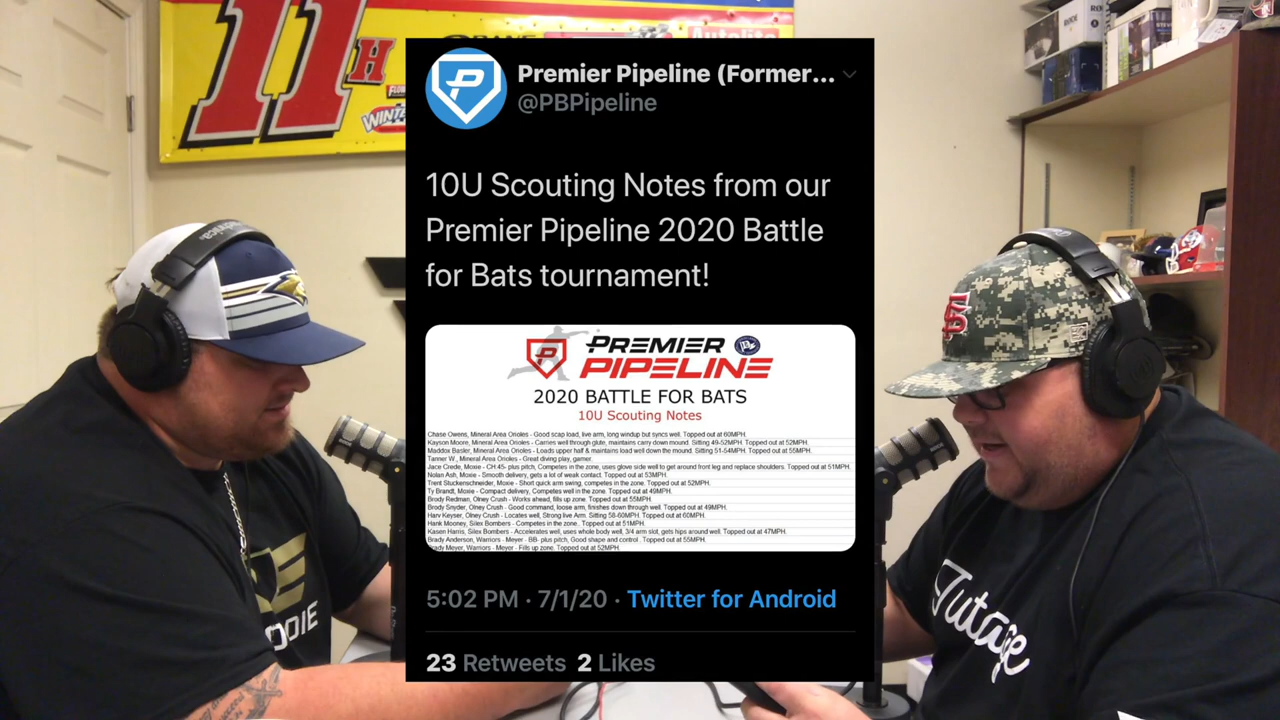 11H
CRANE
Autolite
WINTE
Premier Pipeline (Former...
@PBPipeline
10U Scouting Notes from our
Premier Pipeline 2020 Battle
for Bats tournament!
PREMIER
PIPELINE
2020 BATTLE FOR BATS
10U Scouting Notes
Chase Owens, Mineral Area Orioles - Good scap load, live arm, long windup but syncs well. Topped out at 60MPH.
Kayson Moore, Mineral Area Orioles - Carries well through glute, maintains carry down mound. Sitting 49-52MPH. Topped out at 52MPH.
Maddox Basler, Mineral Area Orioles - Loads upper half & maintains load well down the mound. Sitting 51-54MPH. Topped out at 55MPH.
Tanner W., Mineral Area Orioles - Great diving play, gamer.
Jace Crede, Moxie - CH 45- plus pitch, Competes in the zone, uses glove side well to get around front leg and replace shoulders. Topped out at 51MPH.
Nolan Ash, Moxie - Smooth delivery, gets a lot of weak contact. Topped out at 53MPH.
Trent Stuckenschneider, Moxie - Short quick arm swing, competes in the zone. Topped out at 52MPH.
Ty Brandt, Moxie - Compact delivery, Competes well in the zone. Topped out at 49MPH.
Brody Redman, Olney Crush - Works ahead, fills up zone. Topped out at 55MPH.
Brody Snyder, Olney Crush - Good command, loose arm, finishes down through well. Topped out at 49MPH.
Harv Keyser, Olney Crush - Locates well, Strong live Arm. Sitting 58-60MPH. Topped out at 60MPH.
Hank Mooney, Silex Bombers - Competes in the zone . Topped out at 51MPH.
Kasen Harris, Silex Bombers - Accelerates well, uses whole body well, 3/4 arm slot, gets hips around well. Topped out at 47MPH.
Brady Anderson, Warriors - Meyer - BB- plus pitch, Good shape and control . Topped out at 55MPH.
ady Meyer, Warriors - Meyer - Fills up zone. Topped out at 52MPH.
5:02 PM · 7/1/20 · Twitter for Android
23 Retweets 2 Likes